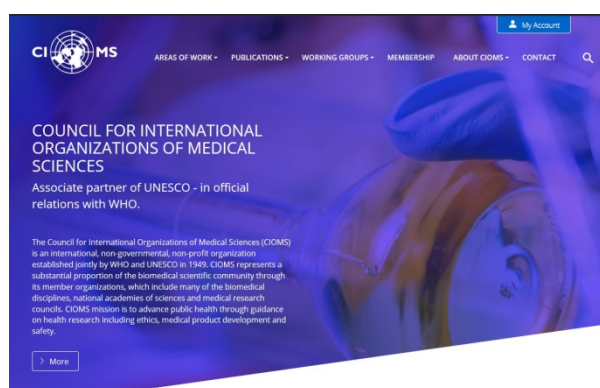 My Account
CI MS
AREAS OF WORK
PUBLICATIONS
WORKING GROUPS
MEMBERSHIP
ABOUT CIOMS
CONTACT
COUNCIL FOR INTERNATIONAL
ORGANIZATIONS OF MEDICAL
SCIENCES
Associate partner of UNESCO - in official
relations with WHO.
The Council for International Organizations of Medical Sciences (CIOMS)
is an international, non-governmental, non-profit organization
established jointly by WHO and UNESCO in 1949. CIOMS represents a
substantial proportion of the biomedical scientific community through
its member organizations, which include many of the biomedical
disciplines, national academies of sciences and medical research
councils. CIOMS mission is to advance public health through guidance
on health research including ethics, medical product development and
safety.
> More